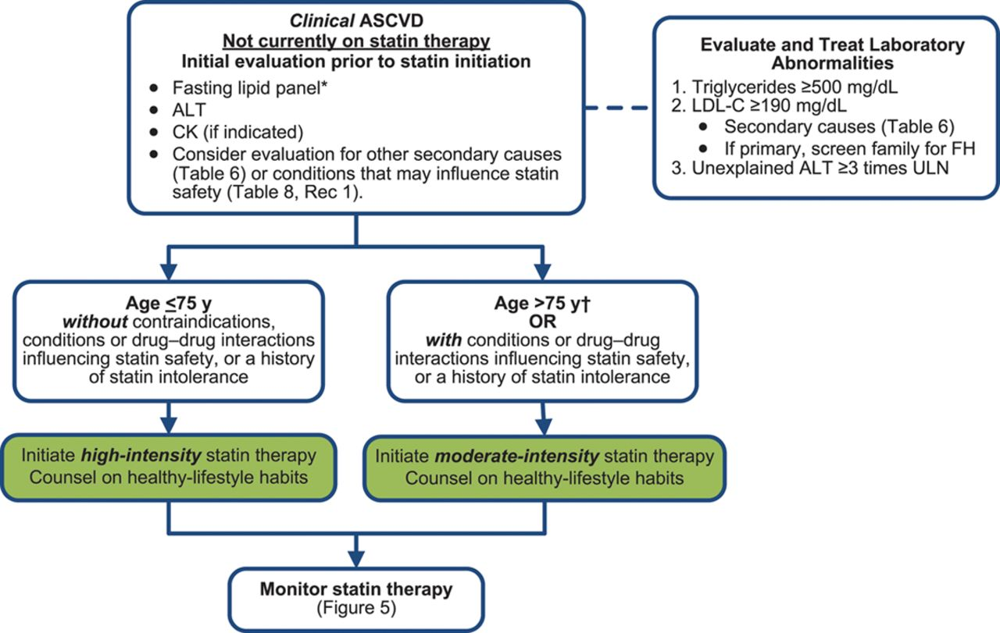 Clinical ASCVD
Not currently on statin therapy
Initial evaluation prior to statin initiation
● Fasting lipid panel*
● ALT
● CK (if indicated)
● Consider evaluation for other secondary causes
(Table 6) or conditions that may influence statin
safety (Table 8, Rec 1).
Evaluate and Treat Laboratory
Abnormalities
1. Triglycerides ≥500 mg/dL
2. LDL-C ≥190 mg/dL
● Secondary causes (Table 6)
● If primary, screen family for FH
3. Unexplained ALT ≥3 times ULN
Age ≤75 y
without contraindications,
conditions or drug–drug interactions
influencing statin safety, or a history
of statin intolerance
Age >75 y†
OR
with conditions or drug–drug
interactions influencing statin safety,
or a history of statin intolerance
Initiate high-intensity statin therapy
Counsel on healthy-lifestyle habits
Initiate moderate-intensity statin therapy
Counsel on healthy-lifestyle habits
Monitor statin therapy
(Figure 5)